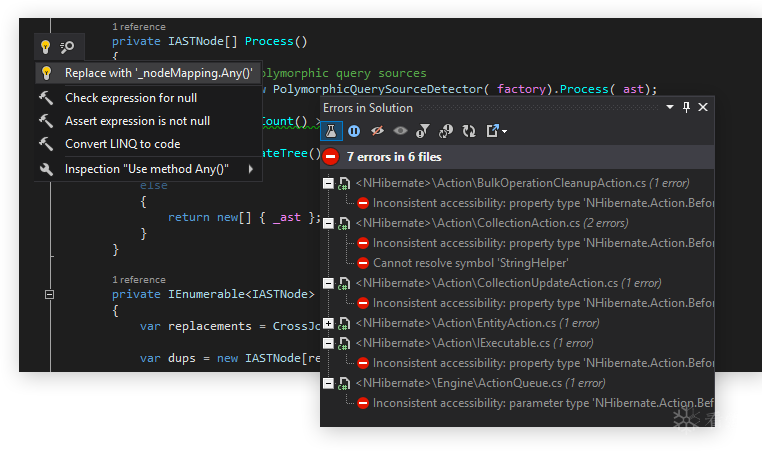 1 reference
private IASTNode[] Process()
{
Replace with '_nodeMapping.Any()'
Check expression for null
Assert expression is not null
Convert LINQ to code
Inspection "Use method Any()"
olymorphic query sources
PolymorphicQuerySourceDetector( factory).Process( ast);
ount() >
ateTree()
else
{
return new[] { _ast };
}
}
1 reference
private IEnumerable<IASTNode>
{
var replacements = CrossJo
var dups = new IASTNode[re
Errors in Solution
7 errors in 6 files
<NHibernate>\Action\BulkOperationCleanupAction.cs (1 error)
Inconsistent accessibility: property type 'NHibernate.Action.Befor
<NHibernate>\Action\CollectionAction.cs (2 errors)
Inconsistent accessibility: property type 'NHibernate.Action.Befor
Cannot resolve symbol 'StringHelper'
<NHibernate>\Action\CollectionUpdateAction.cs (1 error)
Inconsistent accessibility: property type 'NHibernate.Action.Befor
<NHibernate>\Action\EntityAction.cs (1 error)
<NHibernate>\Action\IExecutable.cs (1 error)
Inconsistent accessibility: property type 'NHibernate.Action.Befor
<NHibernate>\Engine\ActionQueue.cs (1 error)
Inconsistent accessibility: parameter type 'NHibernate.Action.Bef